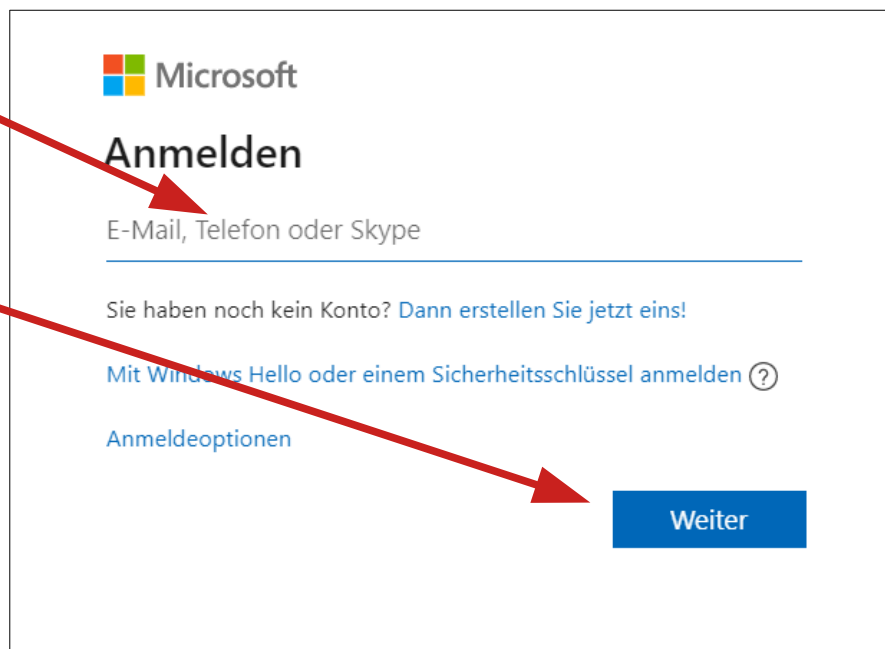 Microsoft
Anmelden
E-Mail, Telefon oder Skype
Sie haben noch kein Konto? Dann erstellen Sie jetzt eins!
Mit Windows Hello oder einem Sicherheitsschlüssel anmelden ?
Anmeldeoptionen
Weiter